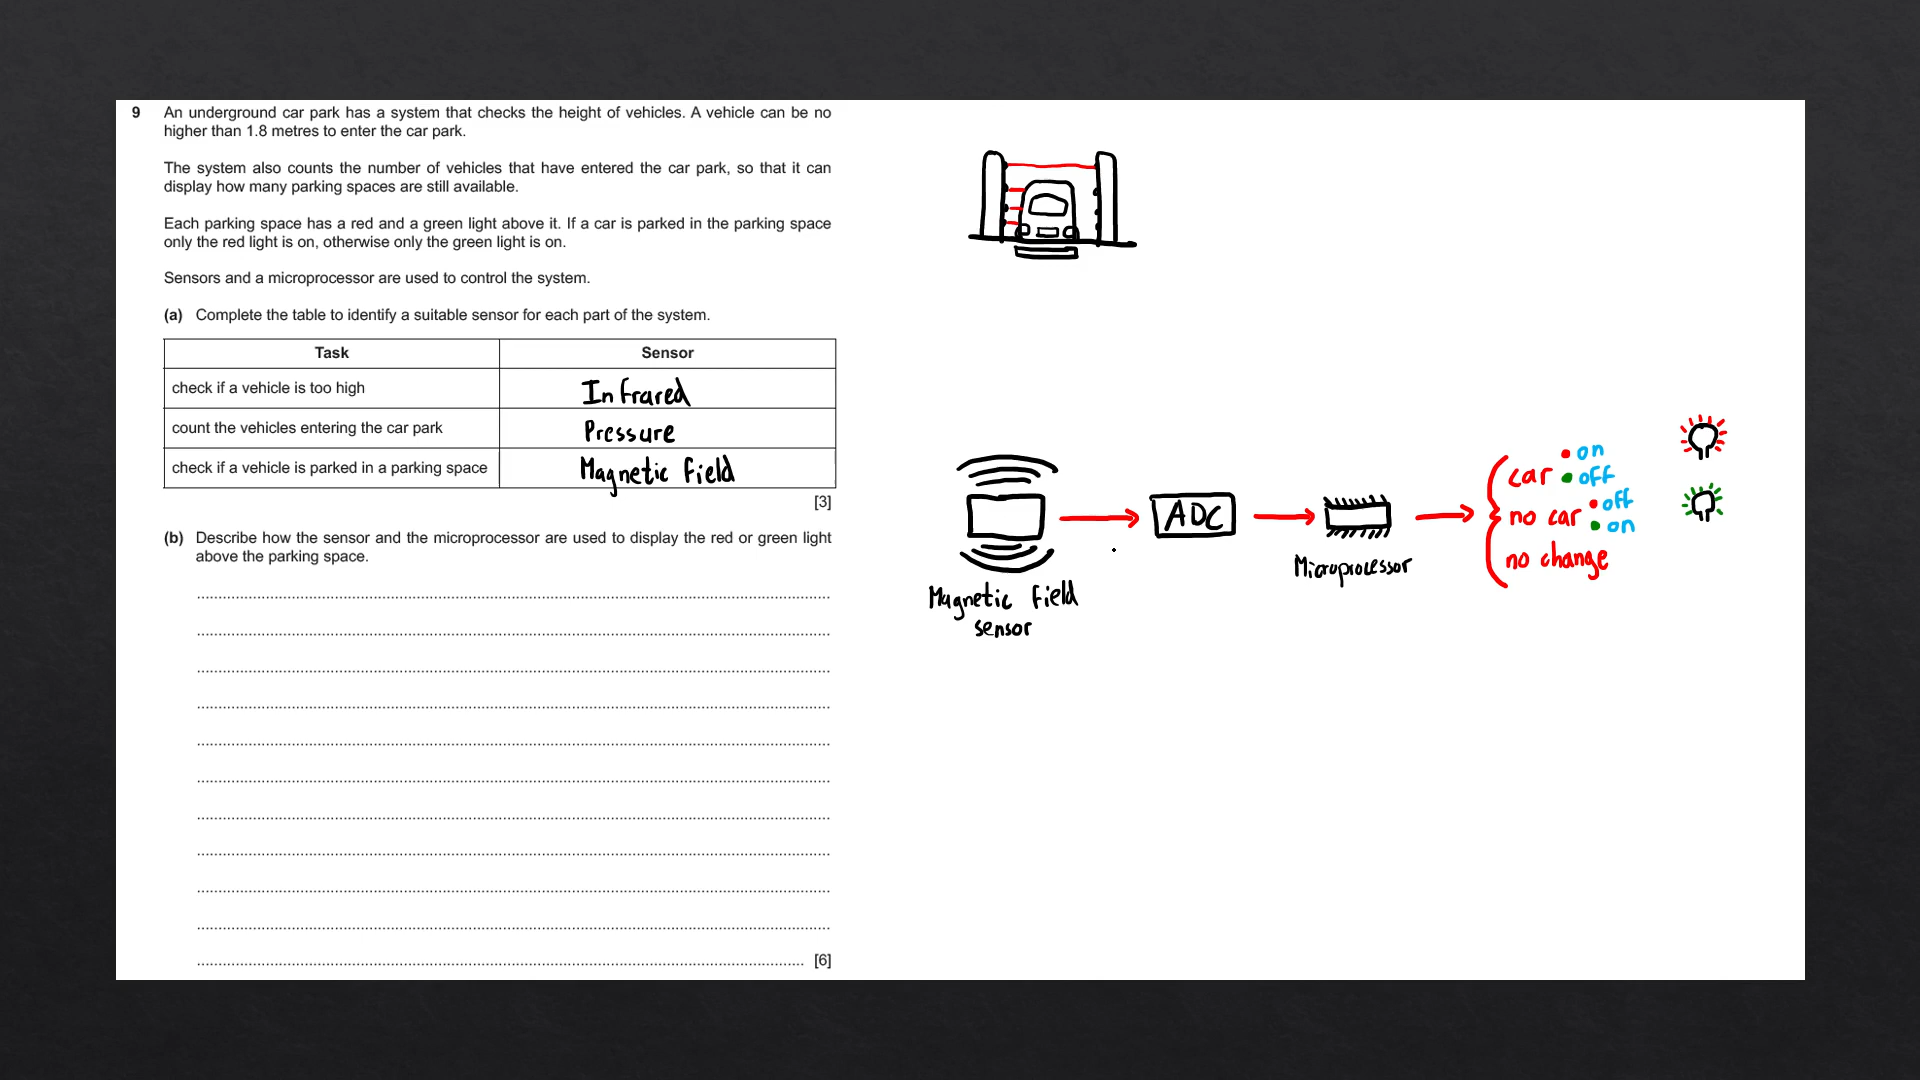 9 An underground car park has a system that checks the height of vehicles. A vehicle can be no
higher than 1.8 metres to enter the car park.
The system also counts the number of vehicles that have entered the car park, so that it can
display how many parking spaces are still available.
Each parking space has a red and a green light above it. If a car is parked in the parking space
only the red light is on, otherwise only the green light is on.
Sensors and a microprocessor are used to control the system.
(a) Complete the table to identify a suitable sensor for each part of the system.
Task Sensor
check if a vehicle is too high Infrared
count the vehicles entering the car park Pressure
check if a vehicle is parked in a parking space Magnetic field
[3]
(b) Describe how the sensor and the microprocessor are used to display the red or green light
above the parking space.
[6]
Magnetic field
sensor
ADC
Microprocessor
on
car off
off
no car
on
no change